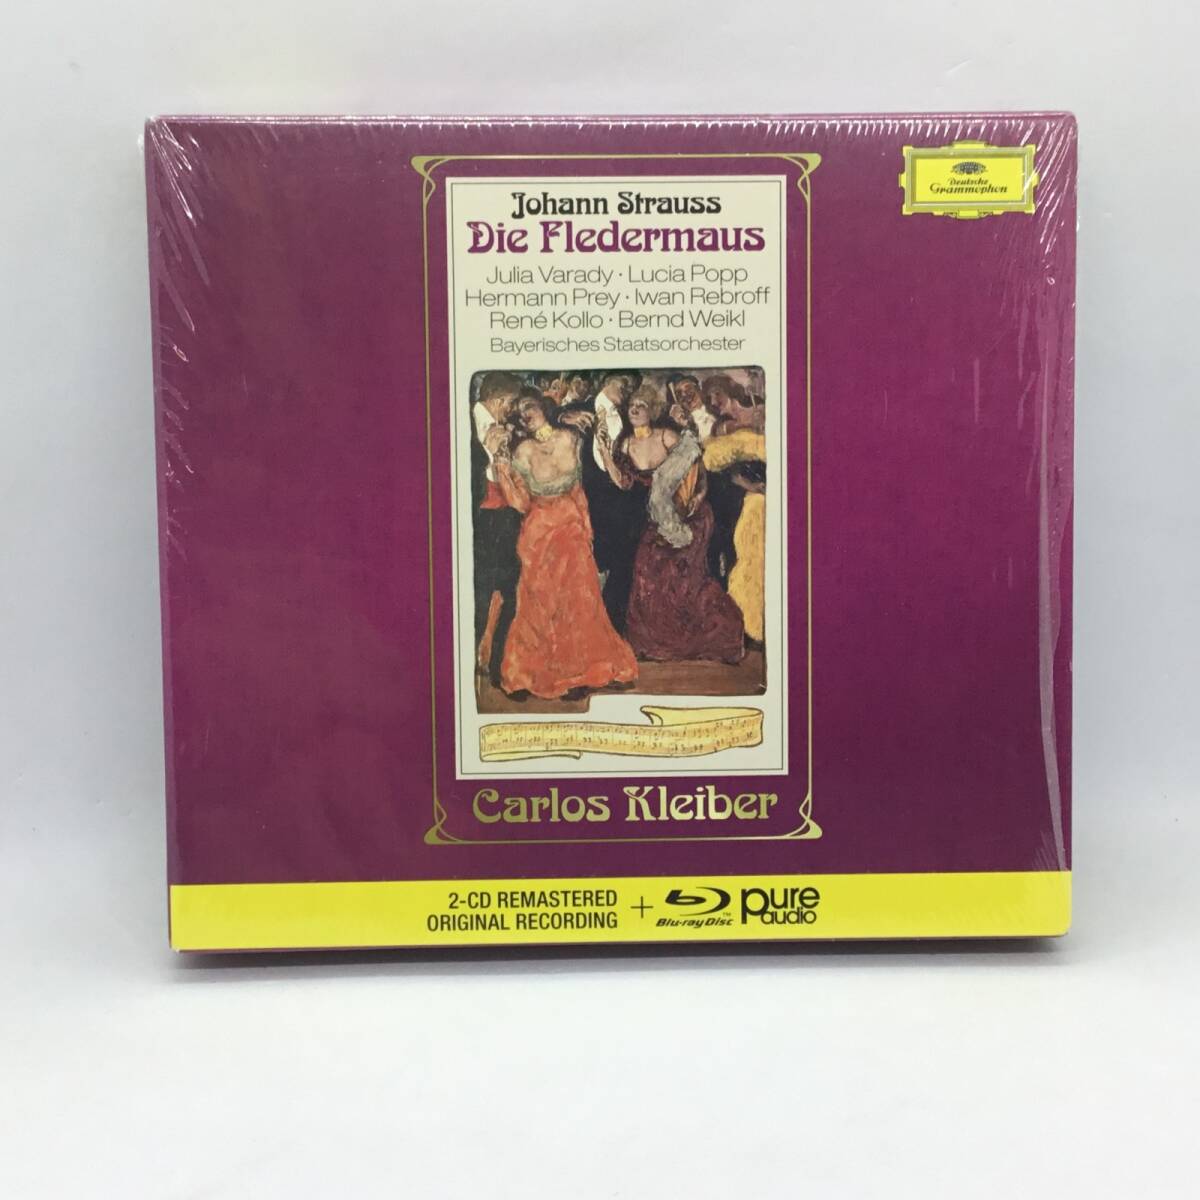 Deutsche
Grammophon
Johann Strauss
Die Fledermaus
Julia Varady · Lucia Popp
Hermann Prey · Iwan Rebroff
René Kollo · Bernd Weikl
Bayerisches Staatsorchester
Carlos Kleiber
2-CD REMASTERED
ORIGINAL RECORDING
+
Blu-ray Disc™
pure
audio